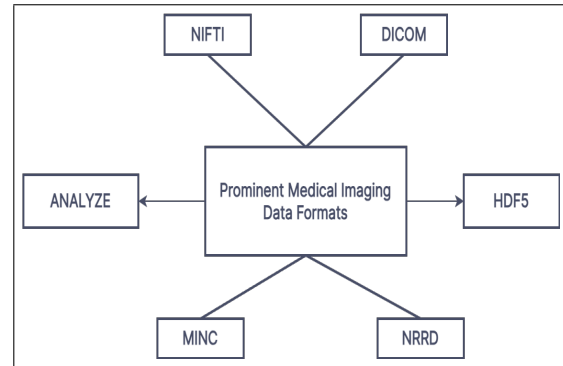 NIFTI
DICOM
Prominent Medical Imaging
Data Formats
ANALYZE
HDF5
MINC
NRRD